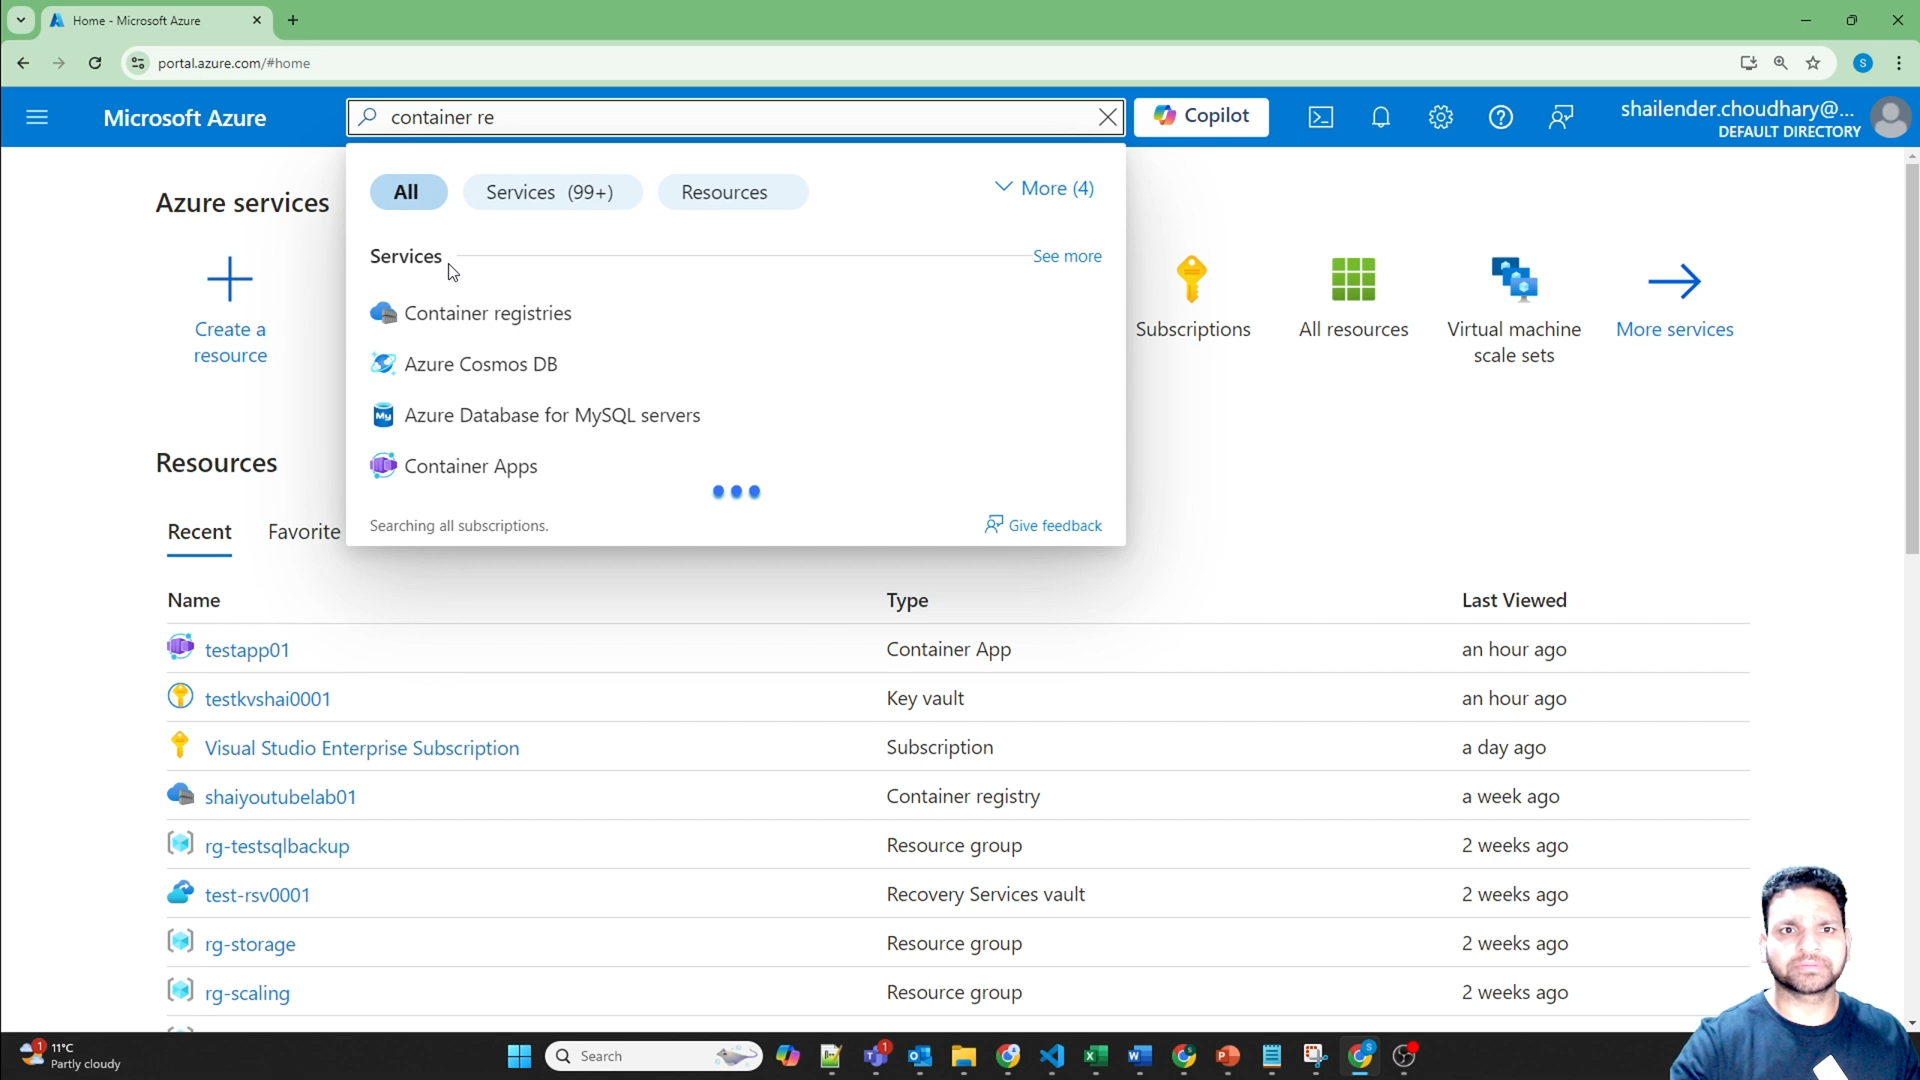 Home - Microsoft Azure
portal.azure.com/#home
S
Microsoft Azure
container re
Copilot
shailender.choudhary@...
DEFAULT DIRECTORY
All
Services (99+)
Resources
More (4)
Azure services
Services
See more
Create a
resource
Container registries
Azure Cosmos DB
My
Azure Database for MySQL servers
Container Apps
Searching all subscriptions.
Give feedback
Subscriptions
All resources
Virtual machine
scale sets
More services
Resources
Recent
Favorite
Name
Type
Last Viewed
testapp01
Container App
an hour ago
testkvshai0001
Key vault
an hour ago
Visual Studio Enterprise Subscription
Subscription
a day ago
shaiyoutubelab01
Container registry
a week ago
rg-testsqlbackup
Resource group
2 weeks ago
test-rsv0001
Recovery Services vault
2 weeks ago
rg-storage
Resource group
2 weeks ago
rg-scaling
Resource group
2 weeks ago
1
11°C
Partly cloudy
Search
1
S